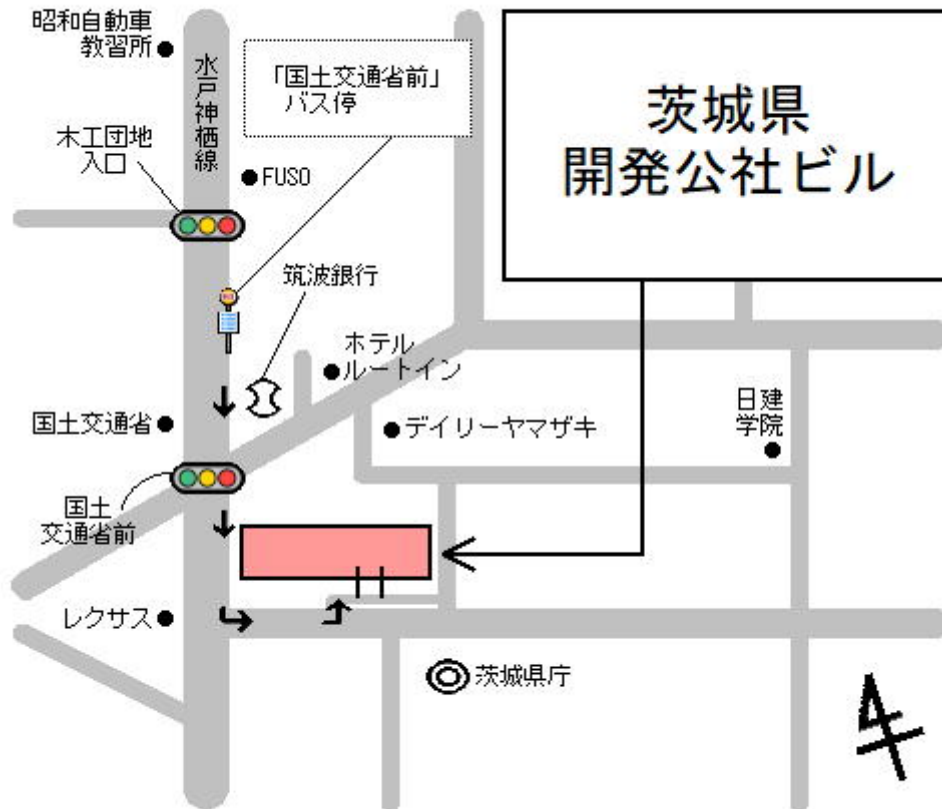 昭和自動車
教習所
水戸神栖線
「国土交通省前」
バス停
茨城県
開発公社ビル
木工団地
入口
FUSO
筑波銀行
ホテル
ルートイン
国土交通省
デイリーヤマザキ
日建
学院
国土
交通省前
レクサス
茨城県庁